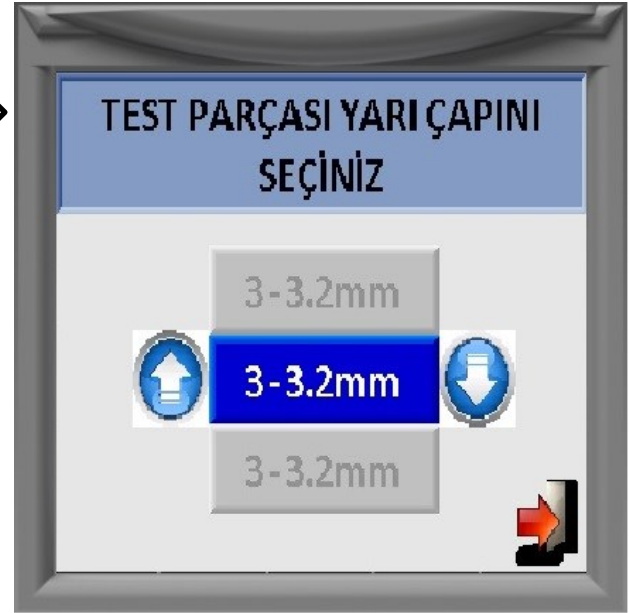 TEST PARÇASI YARI ÇAPINI
SEÇİNİZ
3-3.2mm
3-3.2mm
3-3.2mm